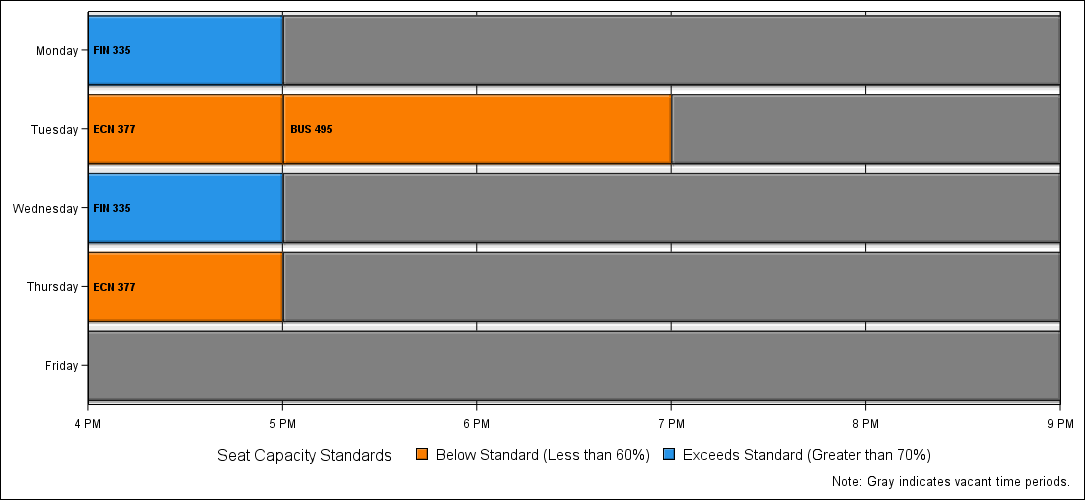 Monday
FIN 335
Tuesday
ECN 377
BUS 495
Wednesday
FIN 335
Thursday
ECN 377
Friday
4 PM 5 PM 6 PM 7 PM 8 PM 9 PM
Seat Capacity Standards Below Standard (Less than 60%) Exceeds Standard (Greater than 70%)
Note: Gray indicates vacant time periods.